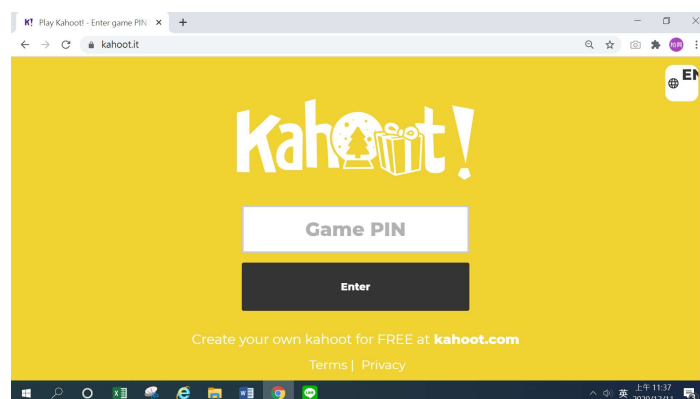 Play Kahoot! - Enter game PIN
kahoot.it
EN
Kahoot!
Game PIN
Enter
Create your own kahoot for FREE at kahoot.com
Terms | Privacy
英
上午 11:37